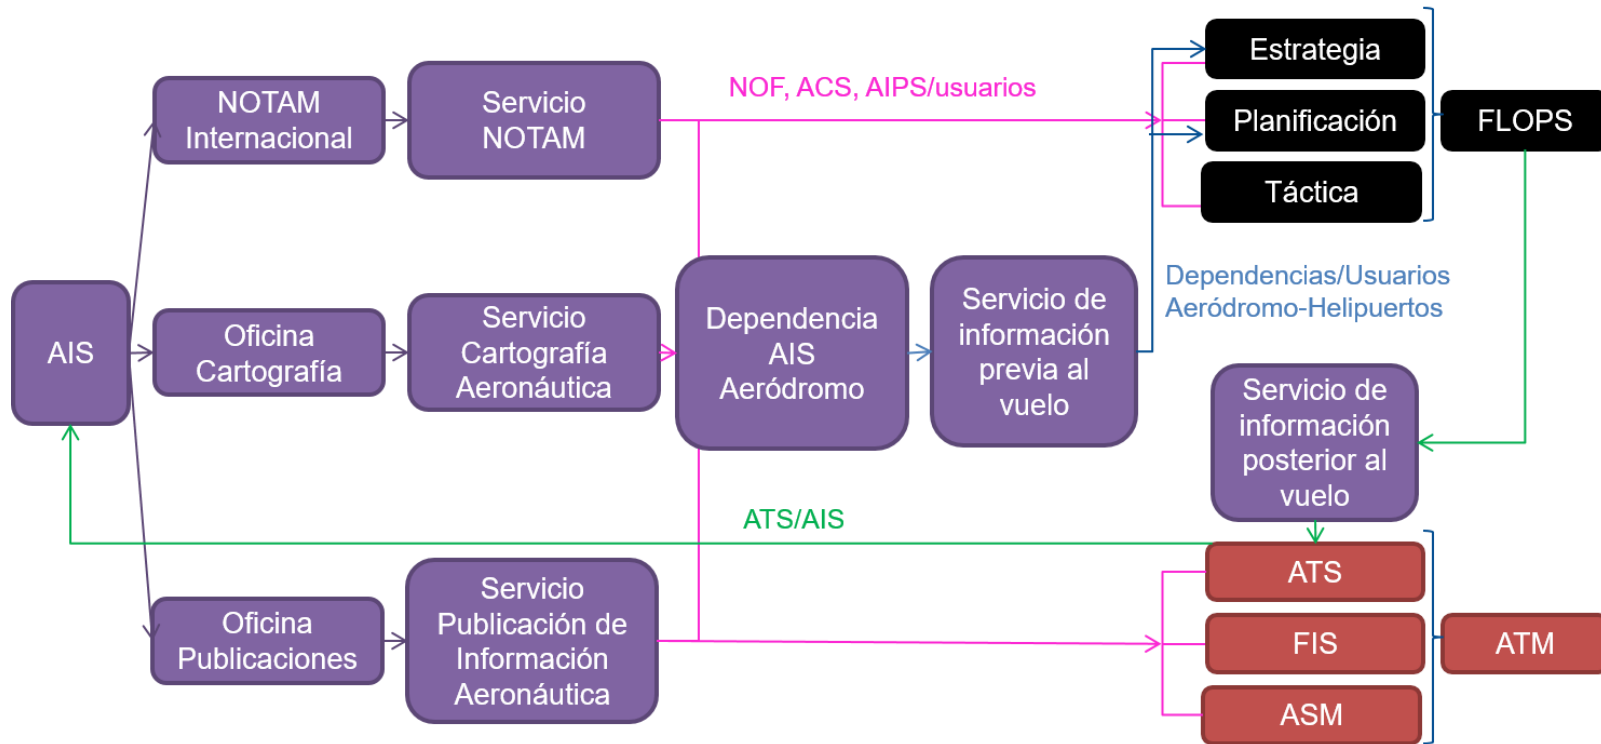 Estrategia
NOTAM
Internacional
Servicio
NOTAM
NOF, ACS, AIPS/usuarios
Planificación
FLOPS
Táctica
AIS
Oficina
Cartografía
Servicio
Cartografía
Aeronáutica
Dependencia
AIS
Aeródromo
Servicio de
información
previa al
vuelo
Dependencias/Usuarios
Aeródromo-Helipuertos
Servicio de
información
posterior al
vuelo
ATS/AIS
Oficina
Publicaciones
Servicio
Publicación de
Información
Aeronáutica
ATS
FIS
ATM
ASM